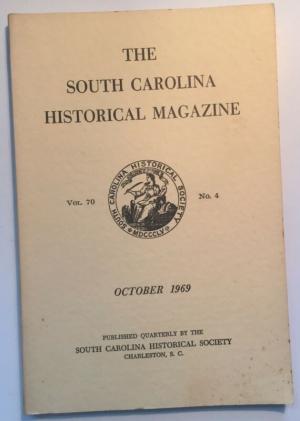 THE
SOUTH CAROLINA
HISTORICAL MAGAZINE
VOL. 70
SOUTH CAROLINA HISTORICAL SOCIETY
MDCCCLV
No. 4
OCTOBER 1969
PUBLISHED QUARTERLY BY THE
SOUTH CAROLINA HISTORICAL SOCIETY
CHARLESTON, S. C.